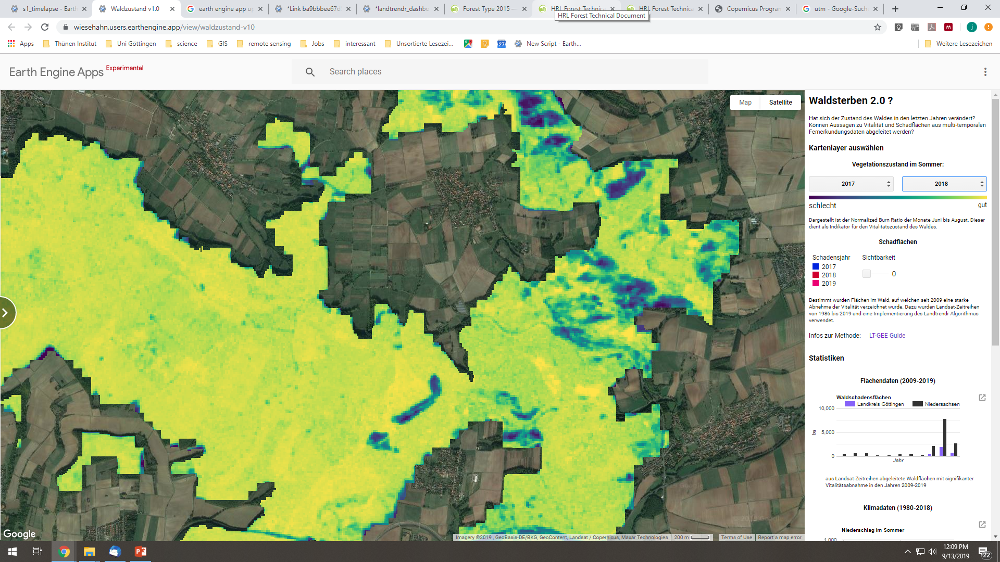 s1_timelapse - Earth
Waldzustand v1.0
earth engine app up
*Link ba9bbbee67d
*landtrendr_dashbo
Forest Type 2015 —
HRL Forest Technica
HRL Forest Technica
Copernicus Program
utm - Google-Suche
HRL Forest Technical Document
wiesehahn.users.earthengine.app/view/waldzustand-v10
Apps
Thünen Institut
Uni Göttingen
science
GIS
remote sensing
Jobs
interessant
Unsortierte Lesezei...
27
New Script - Earth...
Weitere Lesezeichen
Earth Engine Apps Experimental
Search places
Map
Satellite
Waldsterben 2.0 ?
Hat sich der Zustand des Waldes in den letzten Jahren verändert?
Können Aussagen zu Vitalität und Schadflächen aus multi-temporalen
Fernerkundungsdaten abgeleitet werden?
Kartenlayer auswählen
Vegetationszustand im Sommer:
2017
2018
schlecht
gut
Dargestellt ist der Normalized Burn Ratio der Monate Juni bis August. Dieser
dient als Indikator für den Vitalitätszustand des Waldes.
Schadflächen
Schadensjahr
Sichtbarkeit
2017
2018
2019
0
Bestimmt wurden Flächen im Wald, auf welchen seit 2009 eine starke
Abnehme der Vitalität verzeichnet wurde. Dazu wurden Landsat-Zeitreihen
von 1986 bis 2019 und eine Implementierung des Landtrendr Algorithmus
verwendet.
Infos zur Methode:
LT-GEE Guide
Statistiken
Flächendaten (2009-2019)
Waldschadensflächen
Landkreis Göttingen
Niedersachsen
10,000
5,000
0
ha
Jahr
aus Landsat-Zeitreihen abgeleitete Waldflächen mit signifikanter
Vitalitätsabnahme in den Jahren 2009-2019
Klimadaten (1980-2018)
Niederschlag im Sommer
1,000
Google
Imagery ©2019 , GeoBasis-DE/BKG, GeoContent, Landsat / Copernicus, Maxar Technologies
200 m
Terms of Use
Report a map error
12:09 PM
9/13/2019
22